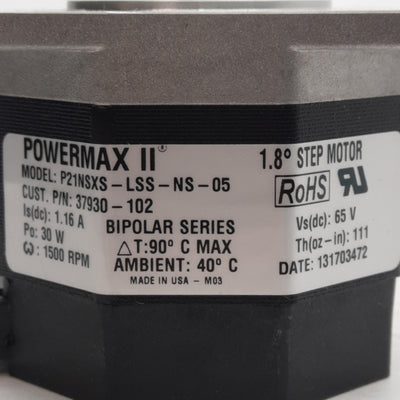 POWERMAX II®
1.8° STEP MOTOR
MODEL: P21NSXS-LSS-NS-05
CUST. P/N: 37930-102
RoHS
Is(dc): 1.16 A
BIPOLAR SERIES
Vs(dc): 65 V
Po: 30 W
△T:90° C MAX
Th(oz-in): 111
ω: 1500 RPM
AMBIENT: 40° C
DATE: 131703472
MADE IN USA - M03